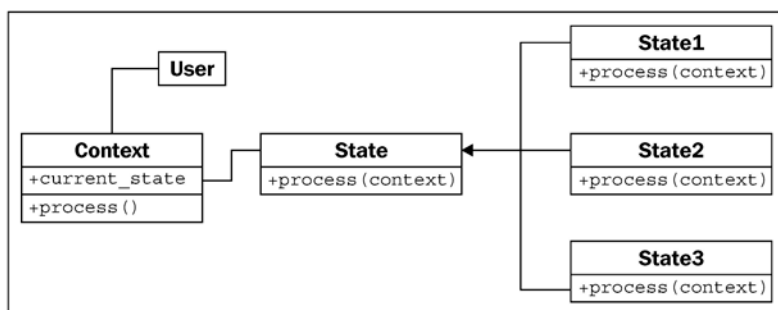 User
Context
+current_state
+process()
State
+process(context)
State1
+process(context)
State2
+process(context)
State3
+process(context)